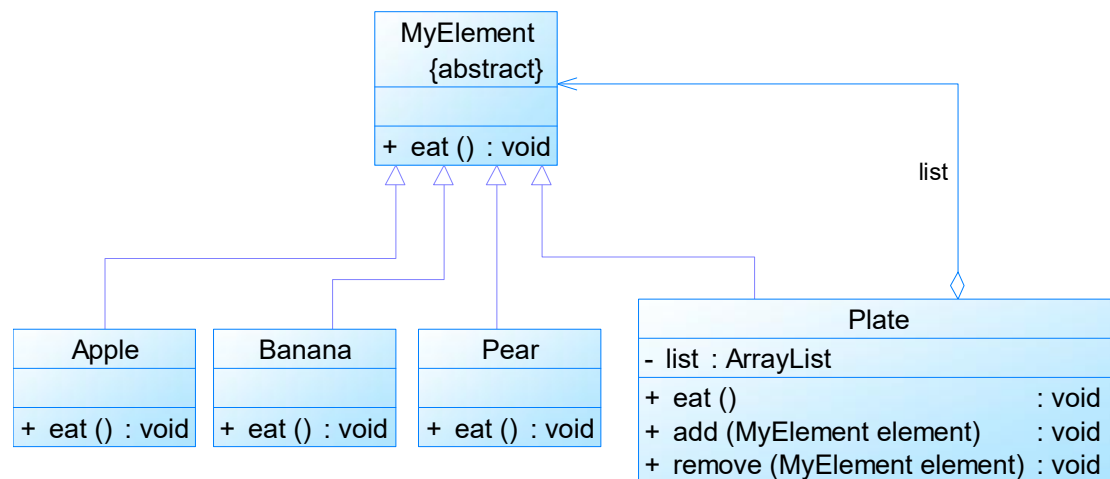 MyElement
{abstract}
+ eat () : void
list
Apple
+ eat () : void
Banana
+ eat () : void
Pear
+ eat () : void
Plate
- list : ArrayList
+ eat () : void
+ add (MyElement element) : void
+ remove (MyElement element) : void